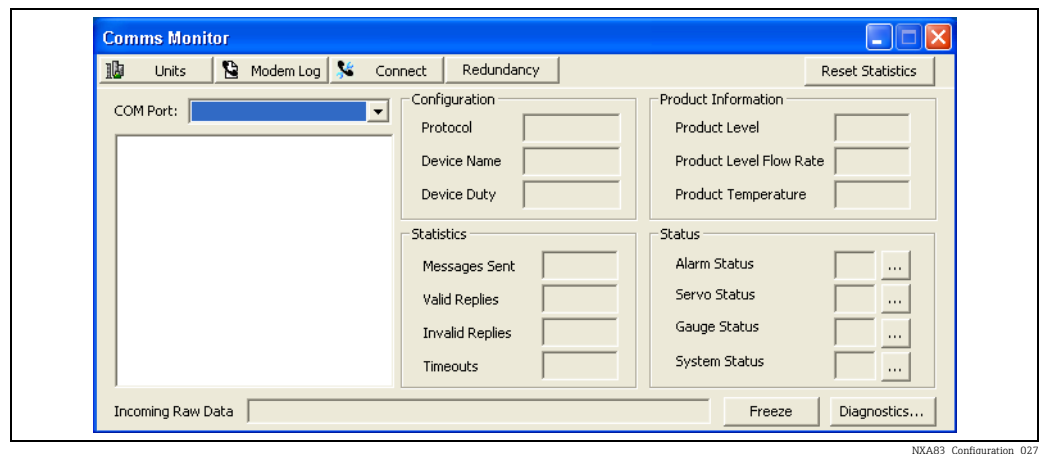 Comms Monitor
Units Modem Log Connect Redundancy Reset Statistics
COM Port:
Configuration
Protocol
Device Name
Device Duty
Product Information
Product Level
Product Level Flow Rate
Product Temperature
Statistics
Messages Sent
Valid Replies
Invalid Replies
Timeouts
Status
Alarm Status ...
Servo Status ...
Gauge Status ...
System Status ...
Incoming Raw Data Freeze Diagnostics...
NXA83_Configuration_027